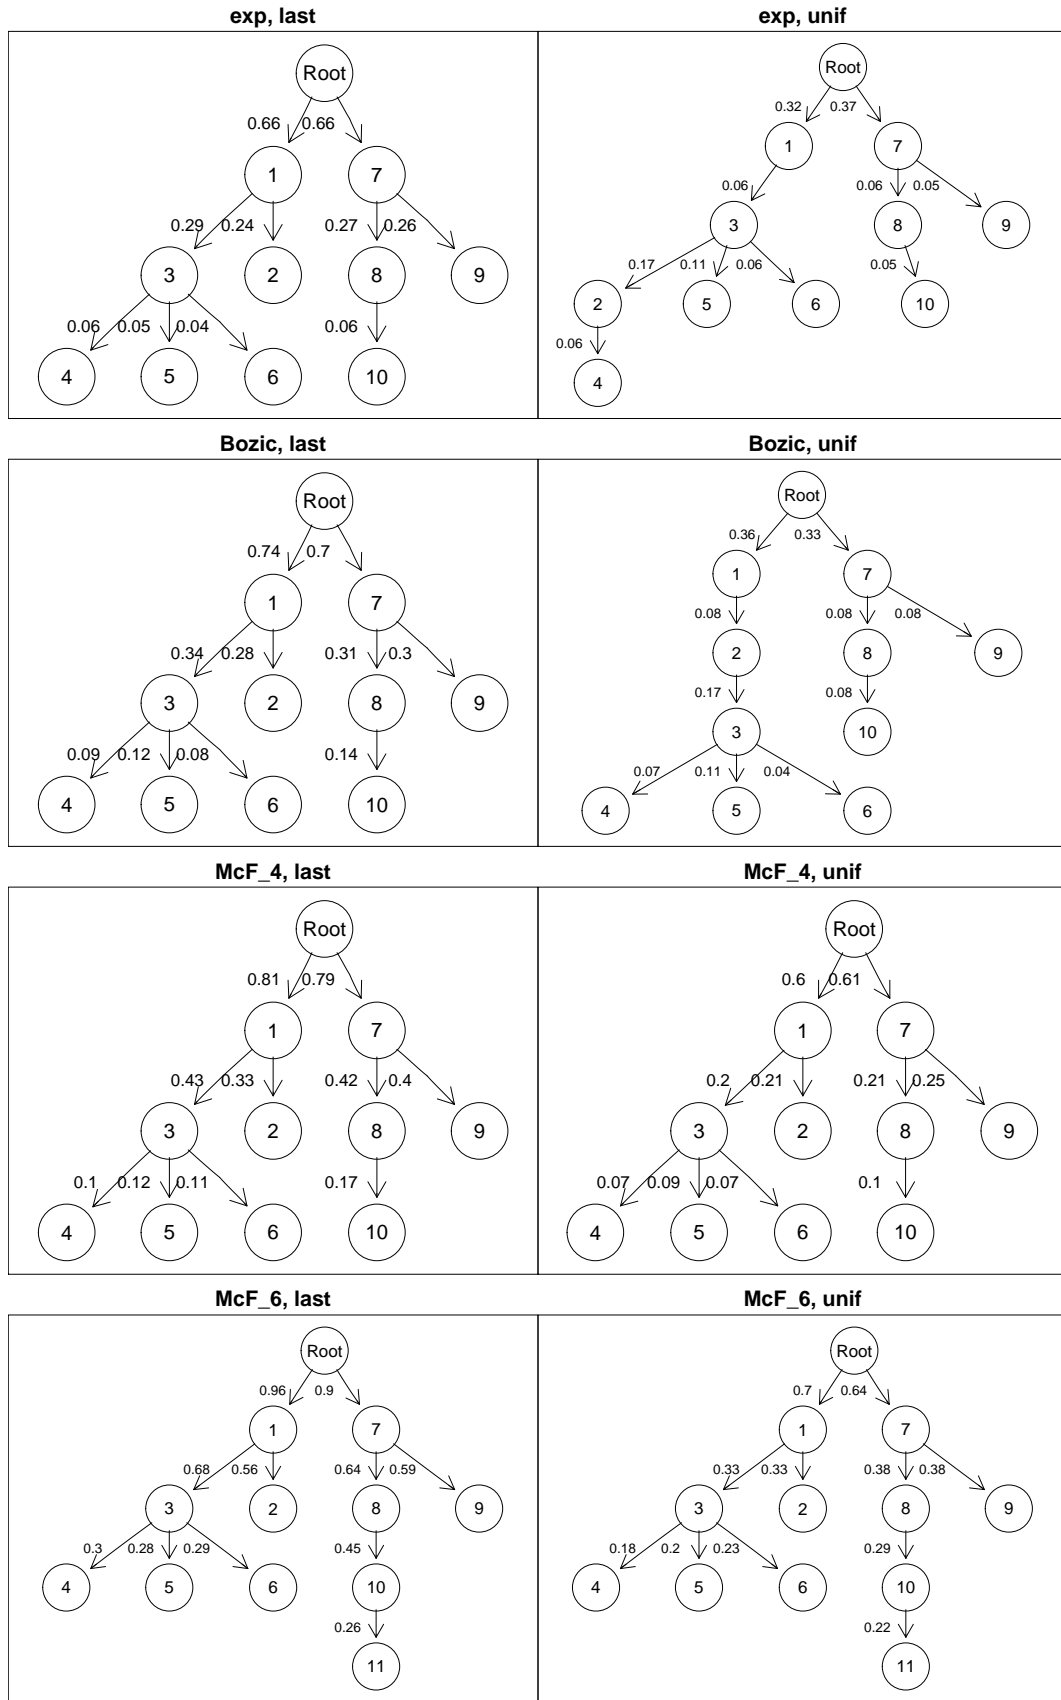 exp, last
Root
0.66 0.66
1 7
0.29 0.24 0.27 0.26
3 2 8 9
0.06 0.05 0.04 0.06
4 5 6 10
exp, unif
Root
0.32 0.37
1 7
0.06 0.06 0.05
3 8 9
0.17 0.11 0.06 0.05
2 5 6 10
0.06
4
Bozic, last
Root
0.74 0.7
1 7
0.34 0.28 0.31 0.3
3 2 8 9
0.09 0.12 0.08 0.14
4 5 6 10
Bozic, unif
Root
0.36 0.33
1 7
0.08 0.08 0.08
2 8 9
0.17 0.08
3 10
0.07 0.11 0.04
4 5 6
McF_4, last
Root
0.81 0.79
1 7
0.43 0.33 0.42 0.4
3 2 8 9
0.1 0.12 0.11 0.17
4 5 6 10
McF_4, unif
Root
0.6 0.61
1 7
0.2 0.21 0.21 0.25
3 2 8 9
0.07 0.09 0.07 0.1
4 5 6 10
McF_6, last
Root
0.96 0.9
1 7
0.68 0.56 0.64 0.59
3 2 8 9
0.3 0.28 0.29 0.45
4 5 6 10
0.26
11
McF_6, unif
Root
0.7 0.64
1 7
0.33 0.33 0.38 0.38
3 2 8 9
0.18 0.2 0.23 0.29
4 5 6 10
0.22
11